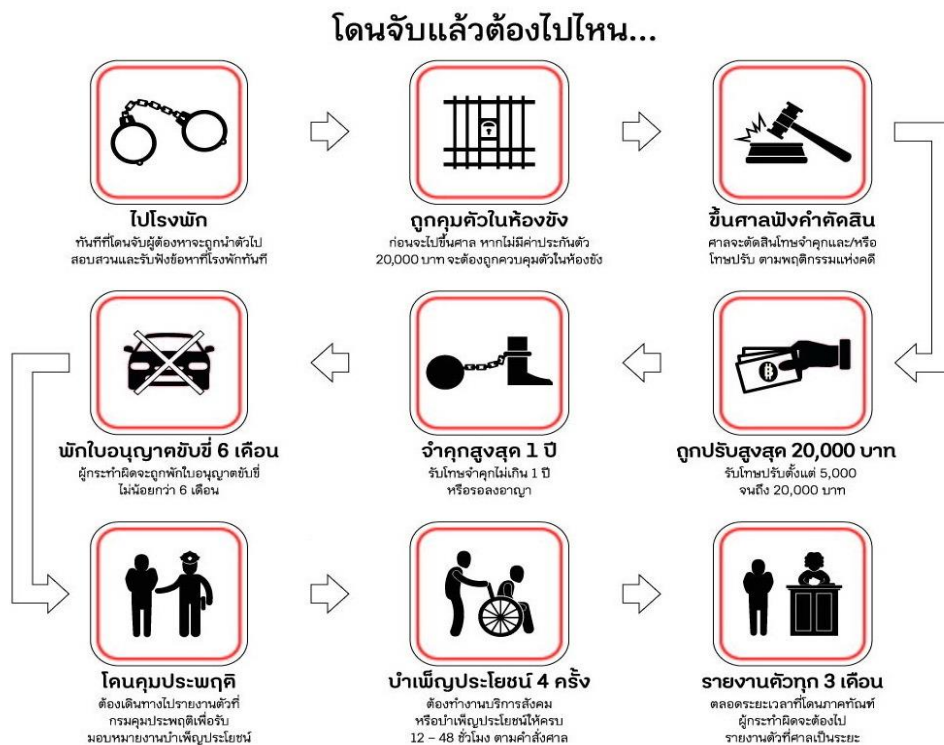 โดนจับแล้วต้องไปไหน...
ไปโรงพัก
ทันทีที่โดนจับผู้ต้องหาจะถูกนำตัวไป
สอบสวนและรับฟังข้อหาที่โรงพักทันที
ถูกคุมตัวในห้องขัง
ก่อนจะไปขึ้นศาล หากไม่มีค่าประกันตัว
20,000 บาท จะต้องถูกควบคุมตัวในห้องขัง
ขึ้นศาลฟังคำตัดสิน
ศาลจะตัดสินโทษจำคุกและ/หรือ
โทษปรับ ตามพฤติกรรมแห่งคดี
ถูกปรับสูงสุด 20,000 บาท
รับโทษปรับตั้งแต่ 5,000
จนถึง 20,000 บาท
จำคุกสูงสุด 1 ปี
รับโทษจำคุกไม่เกิน 1 ปี
หรือรอลงอาญา
พักใบอนุญาตขับขี่ 6 เดือน
ผู้กระทำผิดจะถูกพักใบอนุญาตขับขี่
ไม่น้อยกว่า 6 เดือน
โดนคุมประพฤติ
ต้องเดินทางไปรายงานตัวที่
กรมคุมประพฤติเพื่อรับ
มอบหมายงานบำเพ็ญประโยชน์
บำเพ็ญประโยชน์ 4 ครั้ง
ต้องทำงานบริการสังคม
หรือบำเพ็ญประโยชน์ให้ครบ
12 – 48 ชั่วโมง ตามคำสั่งศาล
รายงานตัวทุก 3 เดือน
ตลอดระยะเวลาที่โดนภาคทัณฑ์
ผู้กระทำผิดจะต้องไป
รายงานตัวที่ศาลเป็นระยะ